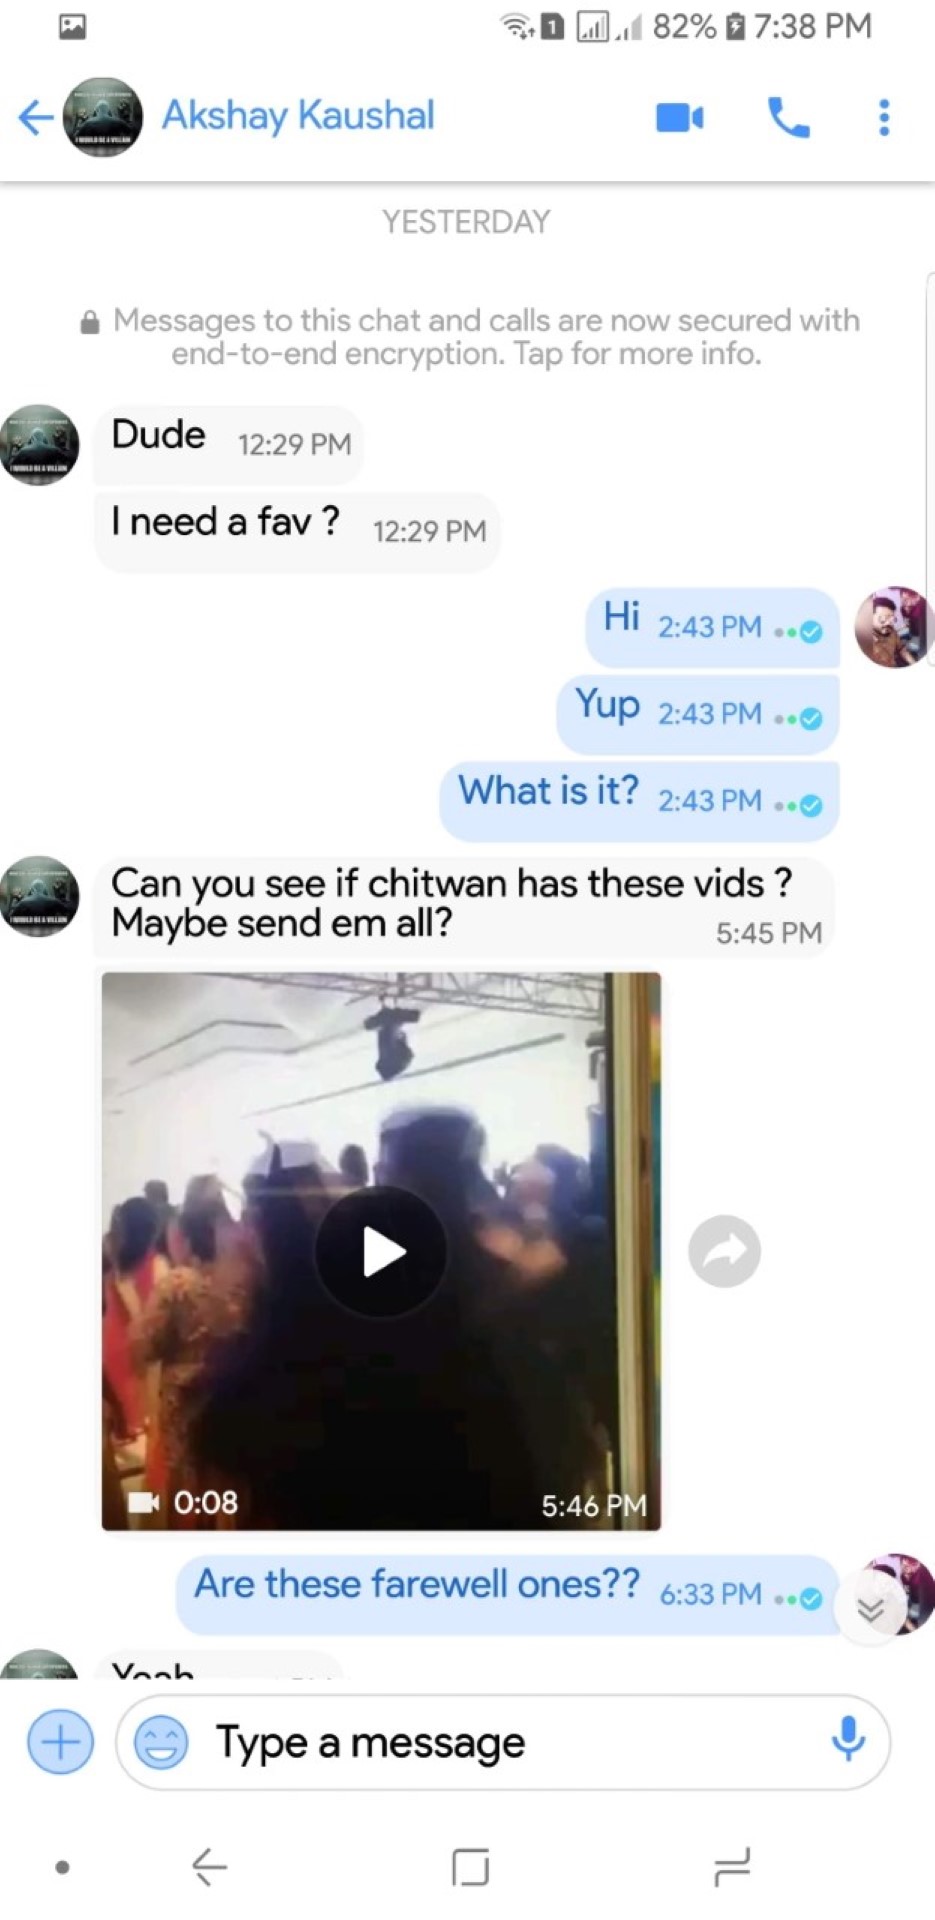 1 82% 7:38 PM
Akshay Kaushal
YESTERDAY
Messages to this chat and calls are now secured with
end-to-end encryption. Tap for more info.
Dude 12:29 PM
I need a fav ? 12:29 PM
Hi 2:43 PM
Yup 2:43 PM
What is it? 2:43 PM
Can you see if chitwan has these vids ?
Maybe send em all? 5:45 PM
0:08 5:46 PM
Are these farewell ones?? 6:33 PM
Yeah
Type a message